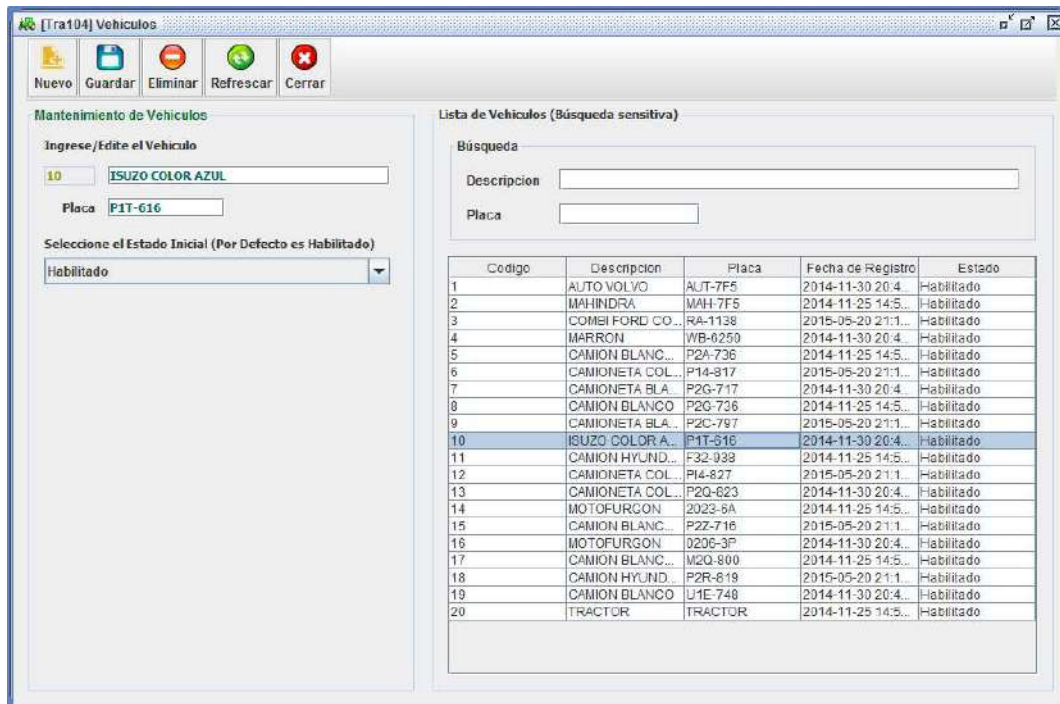 [Tra104] Vehiculos
Nuevo Guardar Eliminar Refrescar Cerrar
Mantenimiento de Vehiculos
Ingrese/Edite el Vehiculo
10 ISUZO COLOR AZUL
Placa P1T-616
Seleccione el Estado Inicial (Por Defecto es Habilitado)
Habilitado
Lista de Vehiculos (Búsqueda sensitiva)
Búsqueda
Descripcion
Placa
Codigo Descripcion Placa Fecha de Registro Estado
1 AUTO VOLVO AUT-7F5 2014-11-30 20:4... Habilitado
2 MAHINDRA MAH-7F5 2014-11-25 14:5... Habilitado
3 COMBI FORD CO... RA-1138 2015-05-20 21:1... Habilitado
4 MARRON WB-6250 2014-11-30 20:4... Habilitado
5 CAMION BLANC... P2A-736 2014-11-25 14:5... Habilitado
6 CAMIONETA COL... P14-817 2015-05-20 21:1... Habilitado
7 CAMIONETA BLA... P2G-717 2014-11-30 20:4... Habilitado
8 CAMION BLANCO P2G-736 2014-11-25 14:5... Habilitado
9 CAMIONETA BLA... P2C-797 2015-05-20 21:1... Habilitado
10 ISUZO COLOR A... P1T-616 2014-11-30 20:4... Habilitado
11 CAMION HYUND... F32-938 2014-11-25 14:5... Habilitado
12 CAMIONETA COL... PI4-827 2015-05-20 21:1... Habilitado
13 CAMIONETA COL... P2Q-823 2014-11-30 20:4... Habilitado
14 MOTOFURGON 2023-6A 2014-11-25 14:5... Habilitado
15 CAMION BLANC... P2Z-716 2015-05-20 21:1... Habilitado
16 MOTOFURGON 0206-3P 2014-11-30 20:4... Habilitado
17 CAMION BLANC... M2Q-800 2014-11-25 14:5... Habilitado
18 CAMION HYUND... P2R-819 2015-05-20 21:1... Habilitado
19 CAMION BLANCO U1E-748 2014-11-30 20:4... Habilitado
20 TRACTOR TRACTOR 2014-11-25 14:5... Habilitado